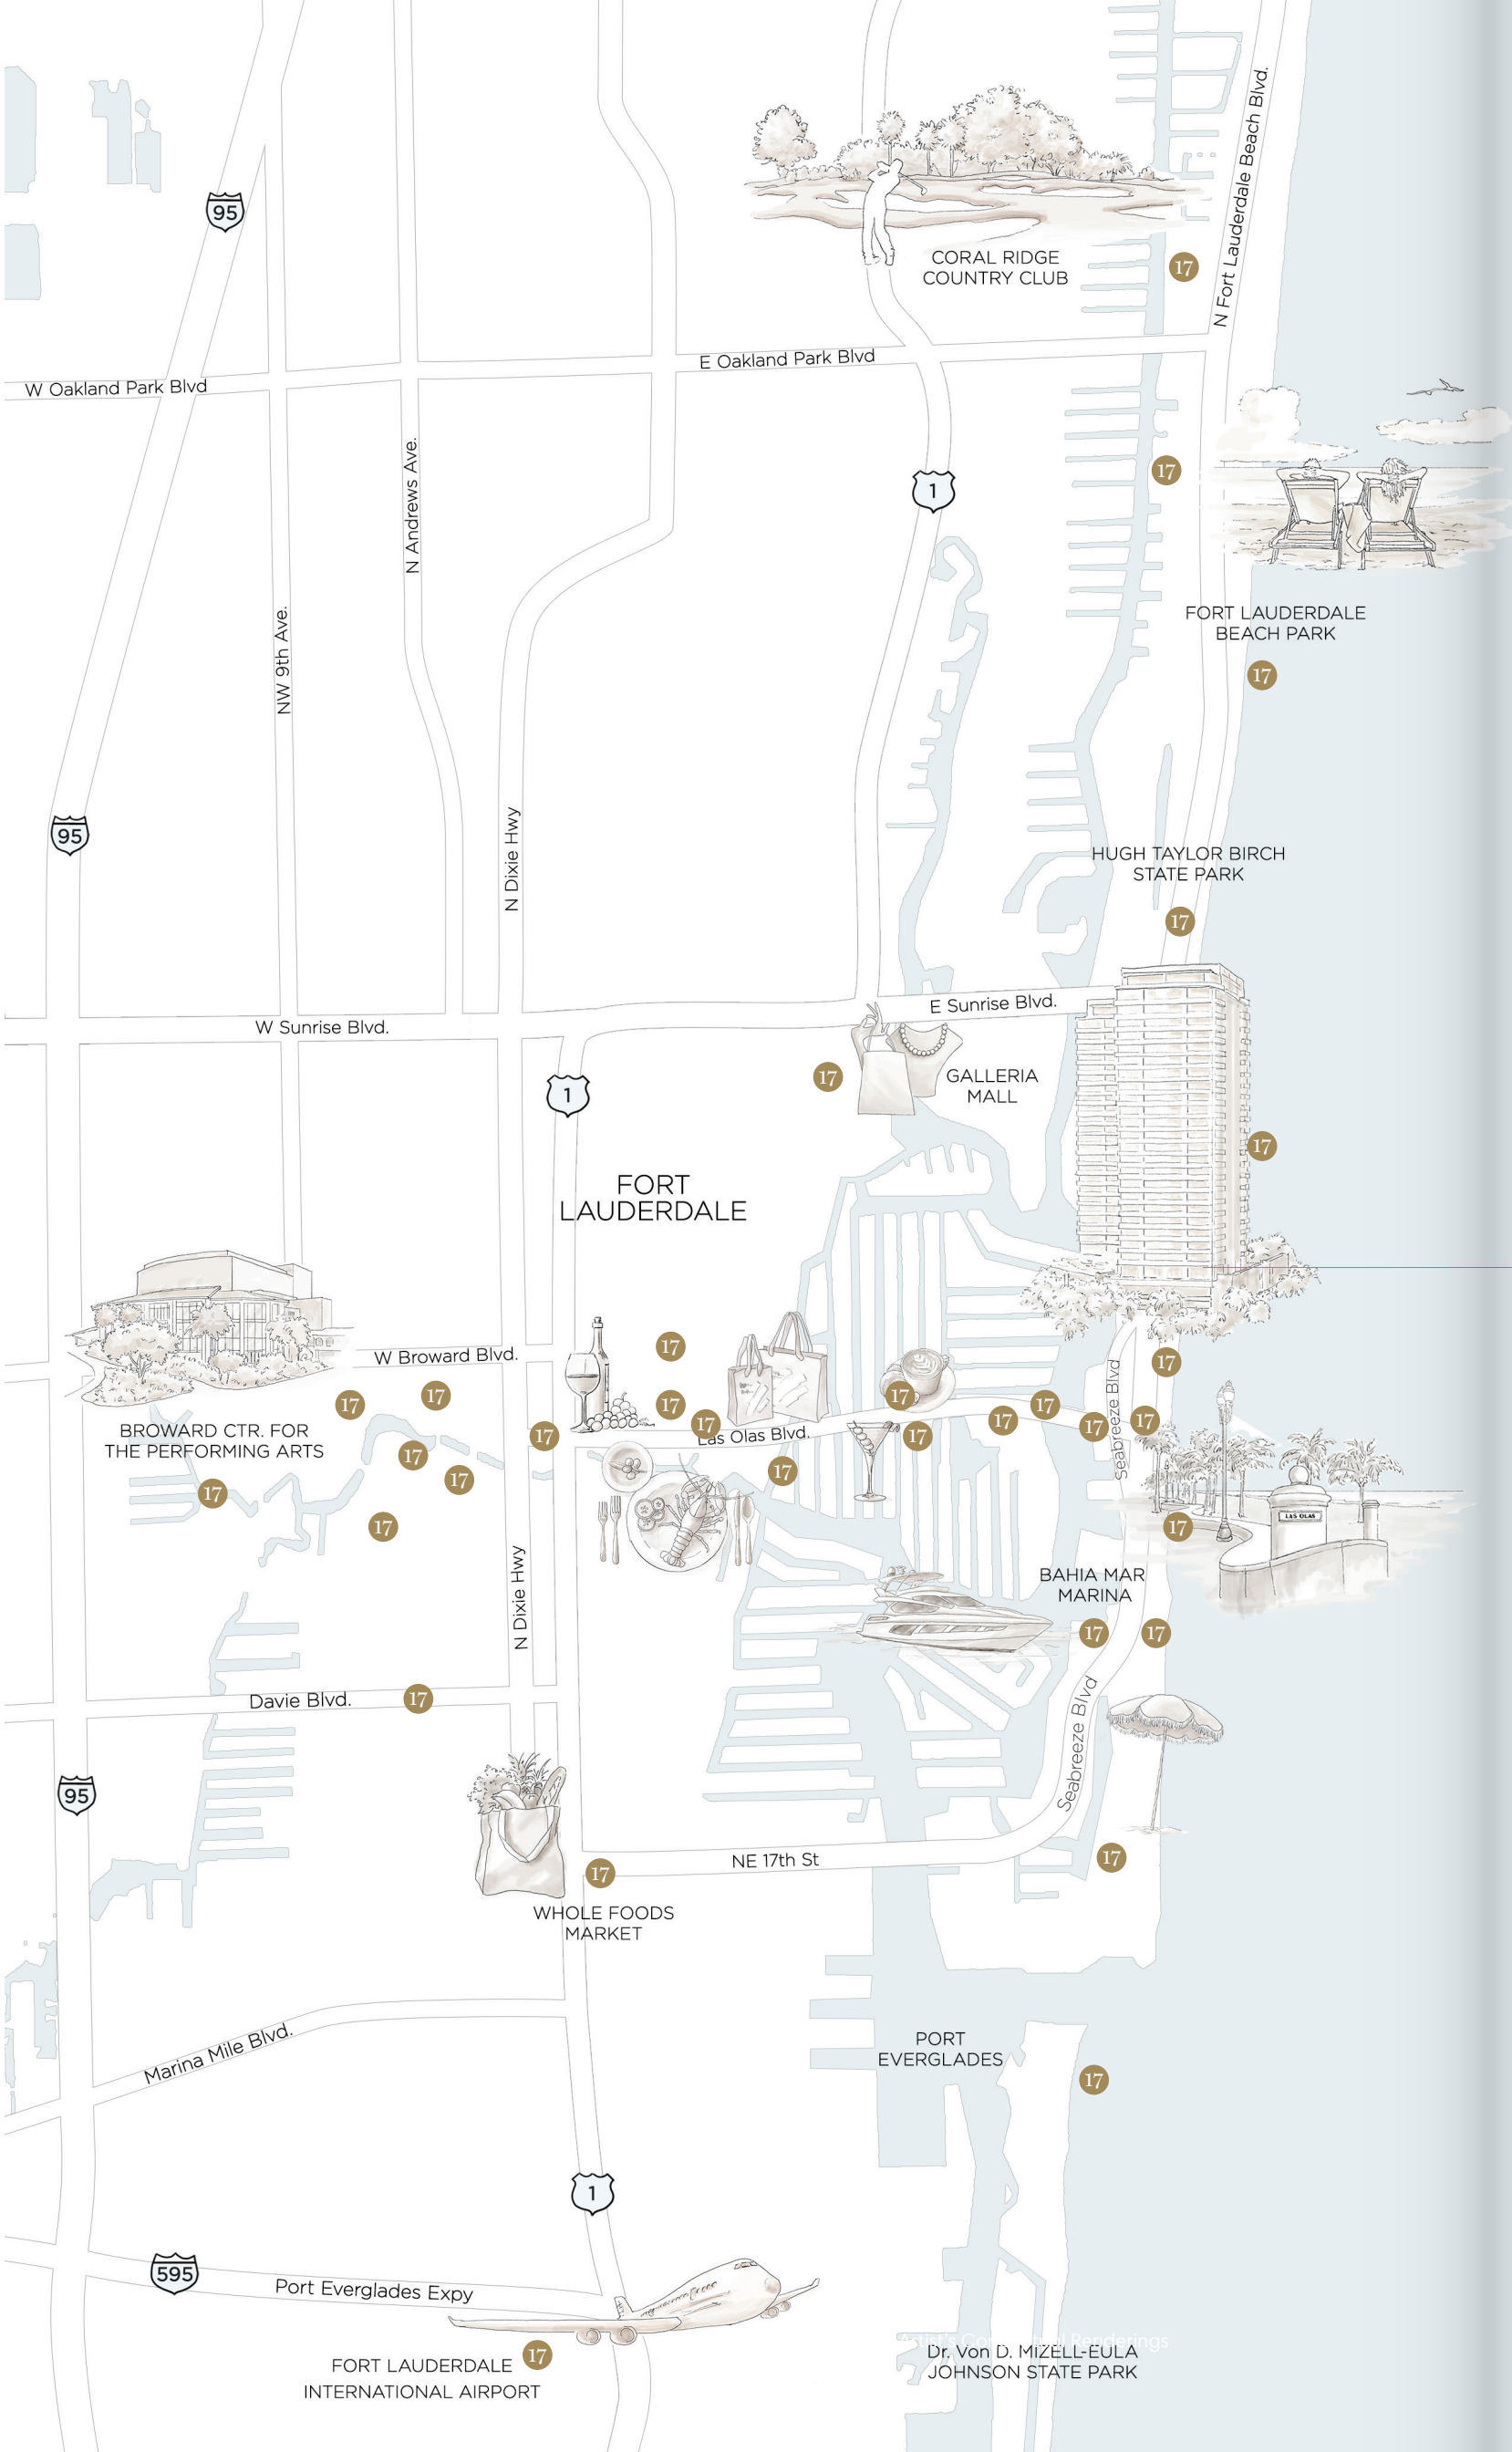 N Fort Lauderdale Beach Blvd.
95
CORAL RIDGE
COUNTRY CLUB
17
E Oakland Park Blvd
W Oakland Park Blvd
N Andrews Ave.
17
1
NW 9th Ave.
FORT LAUDERDALE
BEACH PARK
17
95
N Dixie Hwy
HUGH TAYLOR BIRCH
STATE PARK
17
E Sunrise Blvd.
W Sunrise Blvd.
17
GALLERIA
MALL
1
17
FORT
LAUDERDALE
17
W Broward Blvd.
17
Seabreeze Blvd
17
17
17
17
17
17
17
17
17
17
BROWARD CTR. FOR
THE PERFORMING ARTS
17
17
Las Olas Blvd.
17
17
17
17
LAS OLAS
17
17
N Dixie Hwy
BAHIA MAR
MARINA
17
17
Davie Blvd.
17
Seabreeze Blvd
95
NE 17th St
17
17
WHOLE FOODS
MARKET
Marina Mile Blvd.
PORT
EVERGLADES
17
1
595
Port Everglades Expy
17
FORT LAUDERDALE
INTERNATIONAL AIRPORT
Artist's Conceptual Renderings
Dr. Von D. MIZELL-EULA
JOHNSON STATE PARK